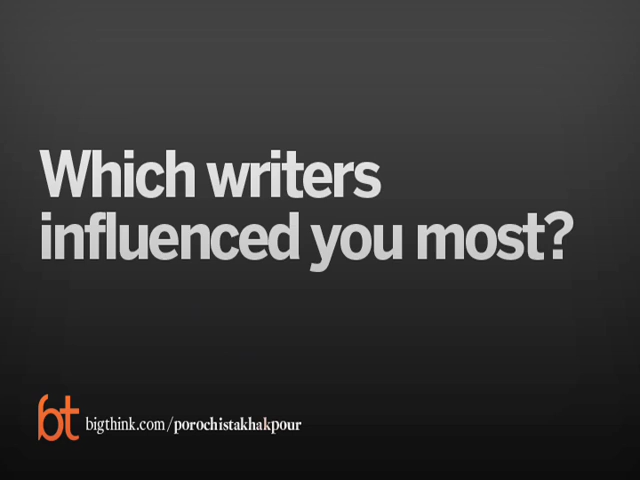 Which writers
influenced you most?
bt bigthink.com/porochistakhakpour